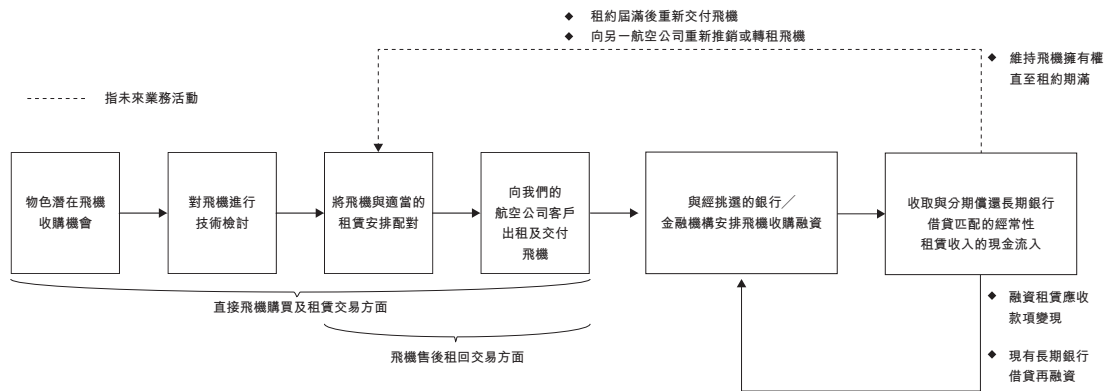 ◆ 租約屆滿後重新交付飛機
◆ 向另一航空公司重新推銷或轉租飛機
◆ 維持飛機擁有權
直至租約期滿
指未來業務活動
物色潛在飛機
收購機會
對飛機進行
技術檢討
將飛機與適當的
租賃安排配對
向我們的
航空公司客戶
出租及交付
飛機
與經挑選的銀行／
金融機構安排飛機收購融資
收取與分期償還長期銀行
借貸匹配的經常性
租賃收入的現金流入
直接飛機購買及租賃交易方面
飛機售後租回交易方面
◆ 融資租賃應收
款項變現
◆ 現有長期銀行
借貸再融資